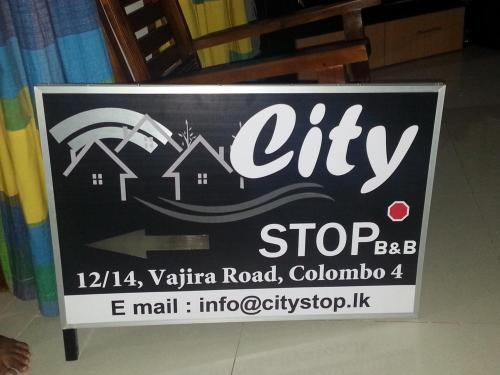 City
STOP B&B
12/14, Vajira Road, Colombo 4
E mail : info@citystop.lk